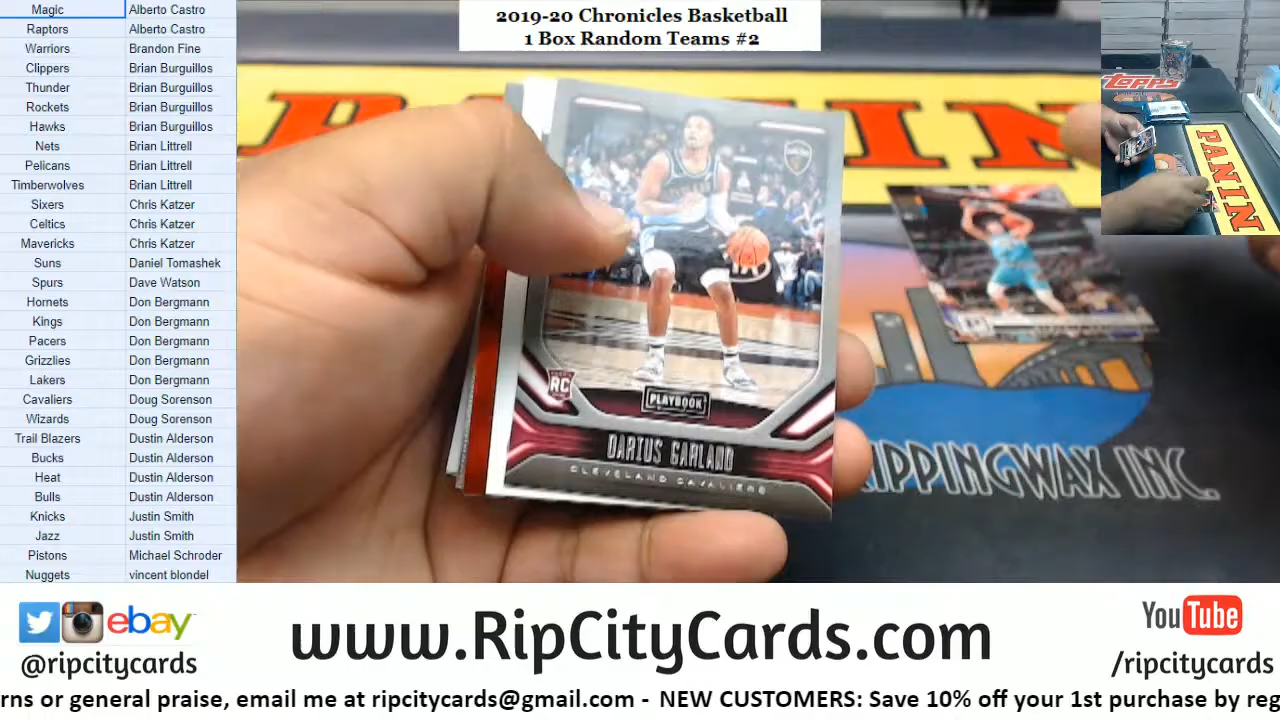 Magic Alberto Castro
Raptors Alberto Castro
Warriors Brandon Fine
Clippers Brian Burguillos
Thunder Brian Burguillos
Rockets Brian Burguillos
Hawks Brian Burguillos
Nets Brian Littrell
Pelicans Brian Littrell
Timberwolves Brian Littrell
Sixers Chris Katzer
Celtics Chris Katzer
Mavericks Chris Katzer
Suns Daniel Tomashek
Spurs Dave Watson
Hornets Don Bergmann
Kings Don Bergmann
Pacers Don Bergmann
Grizzlies Don Bergmann
Lakers Don Bergmann
Cavaliers Doug Sorenson
Wizards Doug Sorenson
Trail Blazers Dustin Alderson
Bucks Dustin Alderson
Heat Dustin Alderson
Bulls Dustin Alderson
Knicks Justin Smith
Jazz Justin Smith
Pistons Michael Schroder
Nuggets vincent blondel
2019-20 Chronicles Basketball
1 Box Random Teams #2
TOPPS
PANIN
RC
PLAYBOOK
DARIUS GARLAND
CLEVELAND CAVALIERS
RIPPINGWAX INC.
ebay
@ripcitycards
www.RipCityCards.com
YouTube
/ripcitycards
rns or general praise, email me at ripcitycards@gmail.com - NEW CUSTOMERS: Save 10% off your 1st purchase by reg